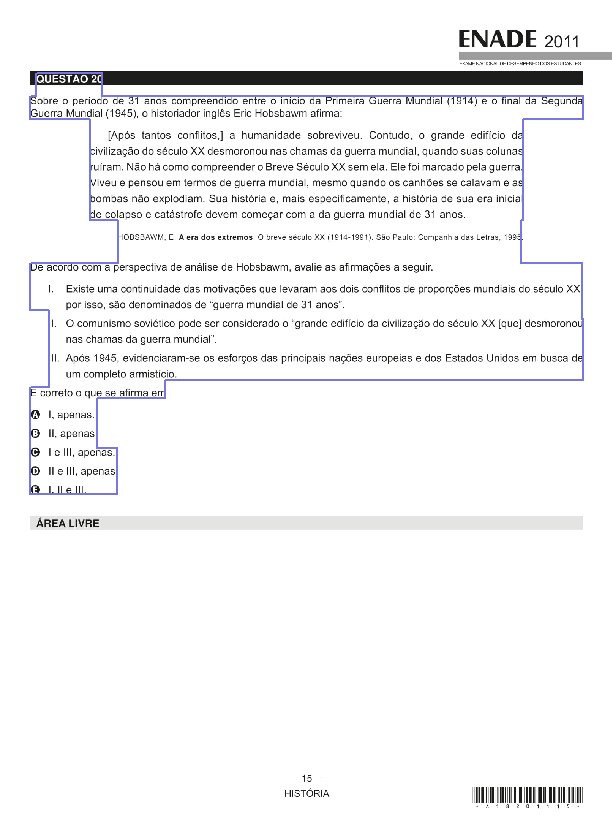 ENADE 2011
EXAME NACIONAL DE DESEMPENHO DOS ESTUDANTES
QUESTÃO 20
Sobre o período de 31 anos compreendido entre o início da Primeira Guerra Mundial (1914) e o final da Segunda
Guerra Mundial (1945), o historiador inglês Eric Hobsbawm afirma:
[Após tantos conflitos,] a humanidade sobreviveu. Contudo, o grande edifício da
civilização do século XX desmoronou nas chamas da guerra mundial, quando suas colunas
ruíram. Não há como compreender o Breve Século XX sem ela. Ele foi marcado pela guerra.
Viveu e pensou em termos de guerra mundial, mesmo quando os canhões se calavam e as
bombas não explodiam. Sua história e, mais especificamente, a história de sua era inicial
de colapso e catástrofe devem começar com a da guerra mundial de 31 anos.
HOBSBAWM, E. A era dos extremos. O breve século XX (1914-1991). São Paulo: Companhia das Letras, 1995.
De acordo com a perspectiva de análise de Hobsbawm, avalie as afirmações a seguir.
I. Existe uma continuidade das motivações que levaram aos dois conflitos de proporções mundiais do século XX,
por isso, são denominados de “guerra mundial de 31 anos”.
II. O comunismo soviético pode ser considerado o “grande edifício da civilização do século XX [que] desmoronou
nas chamas da guerra mundial”.
III. Após 1945, evidenciaram-se os esforços das principais nações europeias e dos Estados Unidos em busca de
um completo armistício.
É correto o que se afirma em
A I, apenas.
B II, apenas.
C I e III, apenas.
D II e III, apenas.
E I, II e III.
ÁREA LIVRE
15
HISTÓRIA